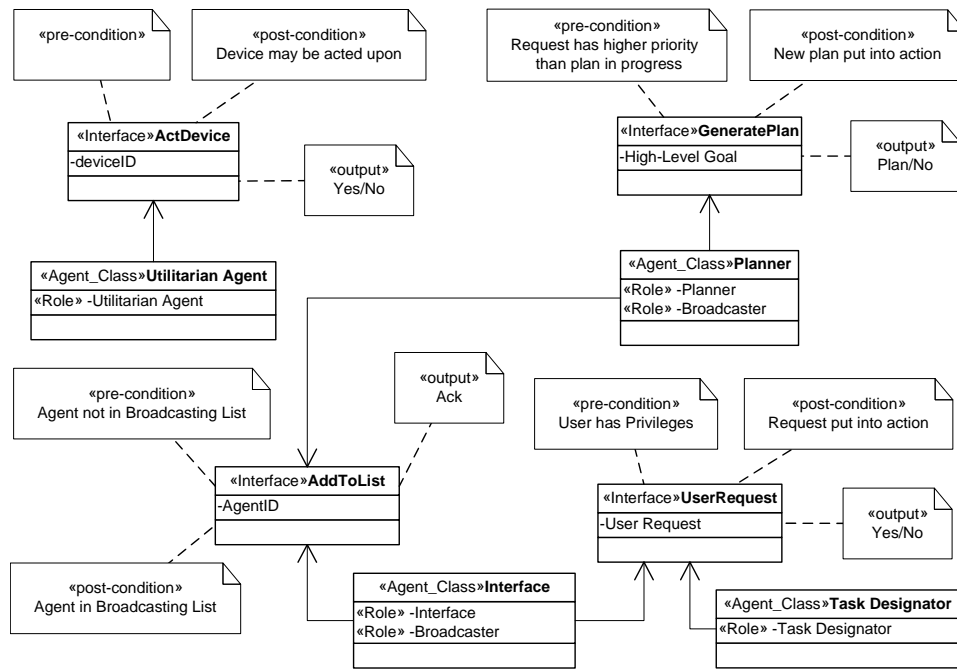 «pre-condition»
«post-condition»
Device may be acted upon
«Interface»ActDevice
-deviceID
«output»
Yes/No
«Agent_Class»Utilitarian Agent
«Role» -Utilitarian Agent
«pre-condition»
Request has higher priority
than plan in progress
«post-condition»
New plan put into action
«Interface»GeneratePlan
-High-Level Goal
«output»
Plan/No
«Agent_Class»Planner
«Role» -Planner
«Role» -Broadcaster
«pre-condition»
Agent not in Broadcasting List
«output»
Ack
«Interface»AddToList
-AgentID
«post-condition»
Agent in Broadcasting List
«pre-condition»
User has Privileges
«post-condition»
Request put into action
«Interface»UserRequest
-User Request
«output»
Yes/No
«Agent_Class»Interface
«Role» -Interface
«Role» -Broadcaster
«Agent_Class»Task Designator
«Role» -Task Designator